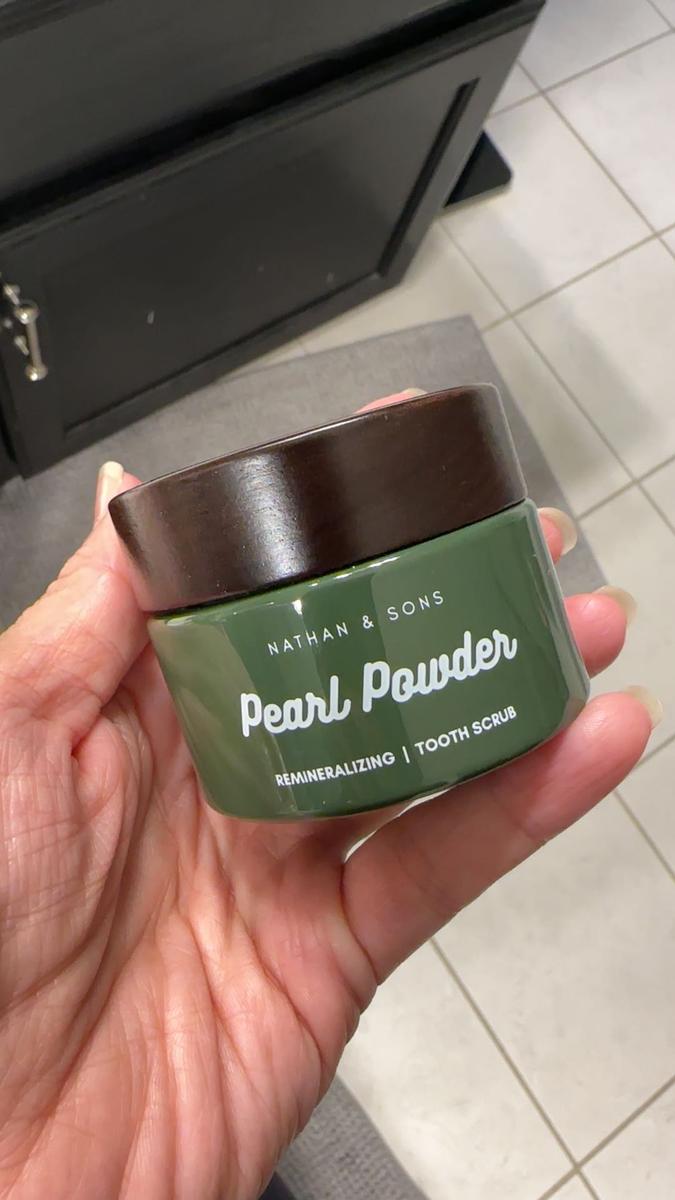 NATHAN & SONS
Pearl Powder
REMINERALIZING | TOOTH SCRUB